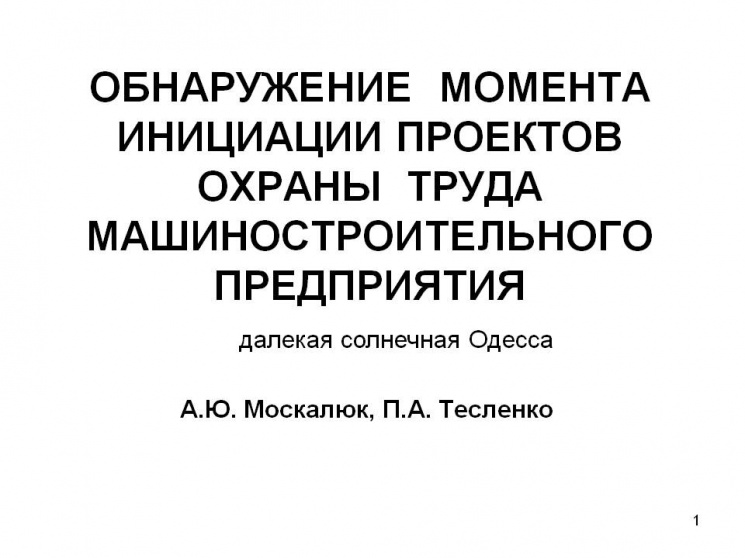 ОБНАРУЖЕНИЕ МОМЕНТА
ИНИЦИАЦИИ ПРОЕКТОВ
ОХРАНЫ ТРУДА
МАШИНОСТРОИТЕЛЬНОГО
ПРЕДПРИЯТИЯ
далекая солнечная Одесса
А.Ю. Москалюк, П.А. Тесленко
1